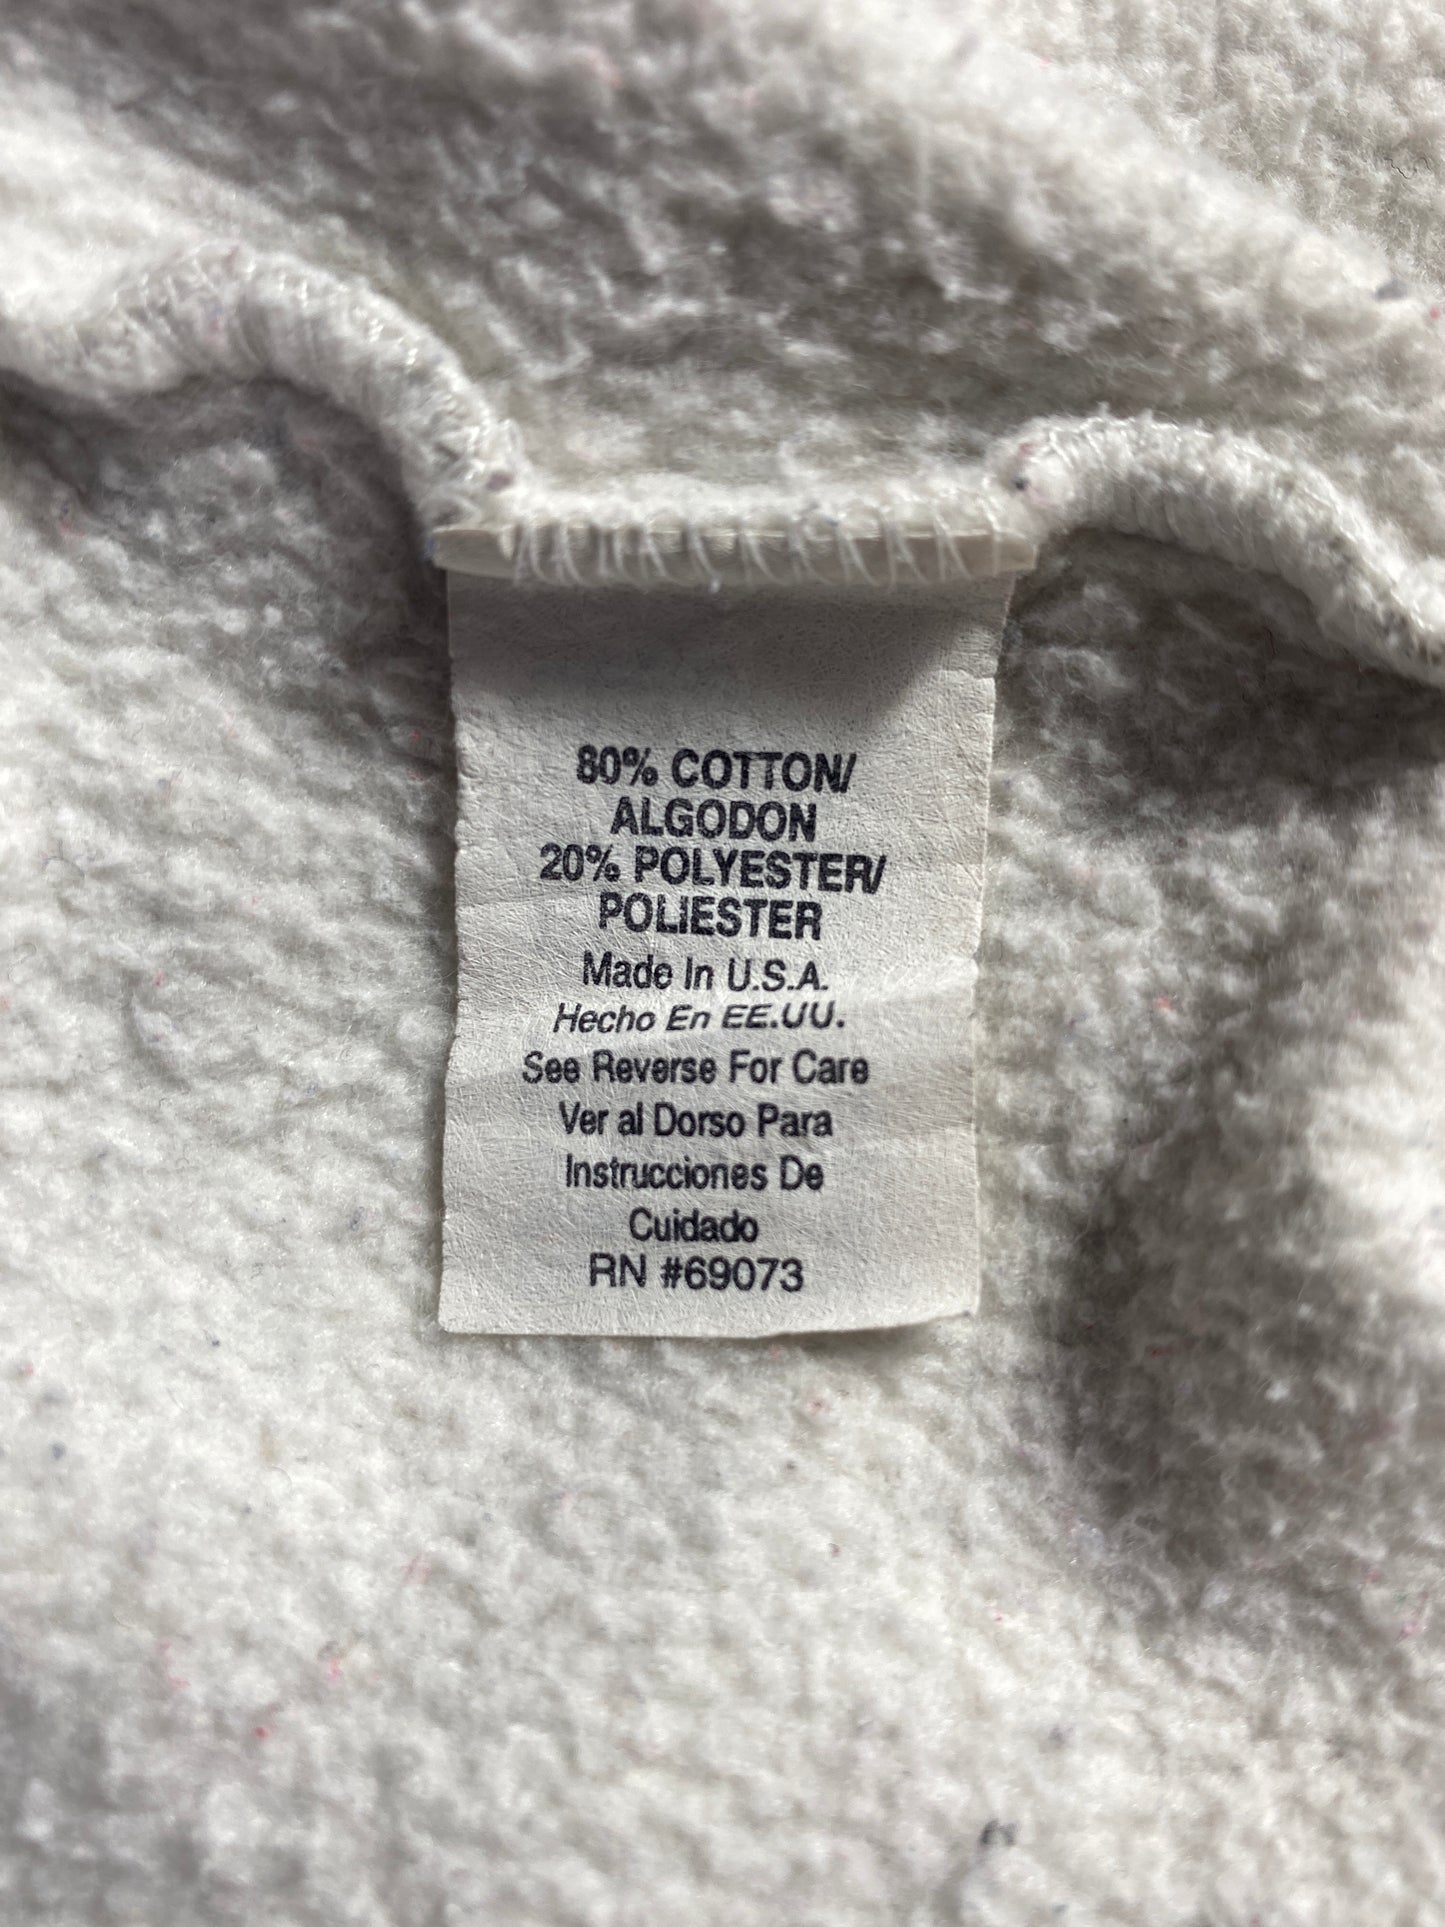 80% COTTON/
ALGODON
20% POLYESTER/
POLIESTER
Made In U.S.A.
Hecho En EE.UU.
See Reverse For Care
Ver al Dorso Para
Instrucciones De
Cuidado
RN #69073